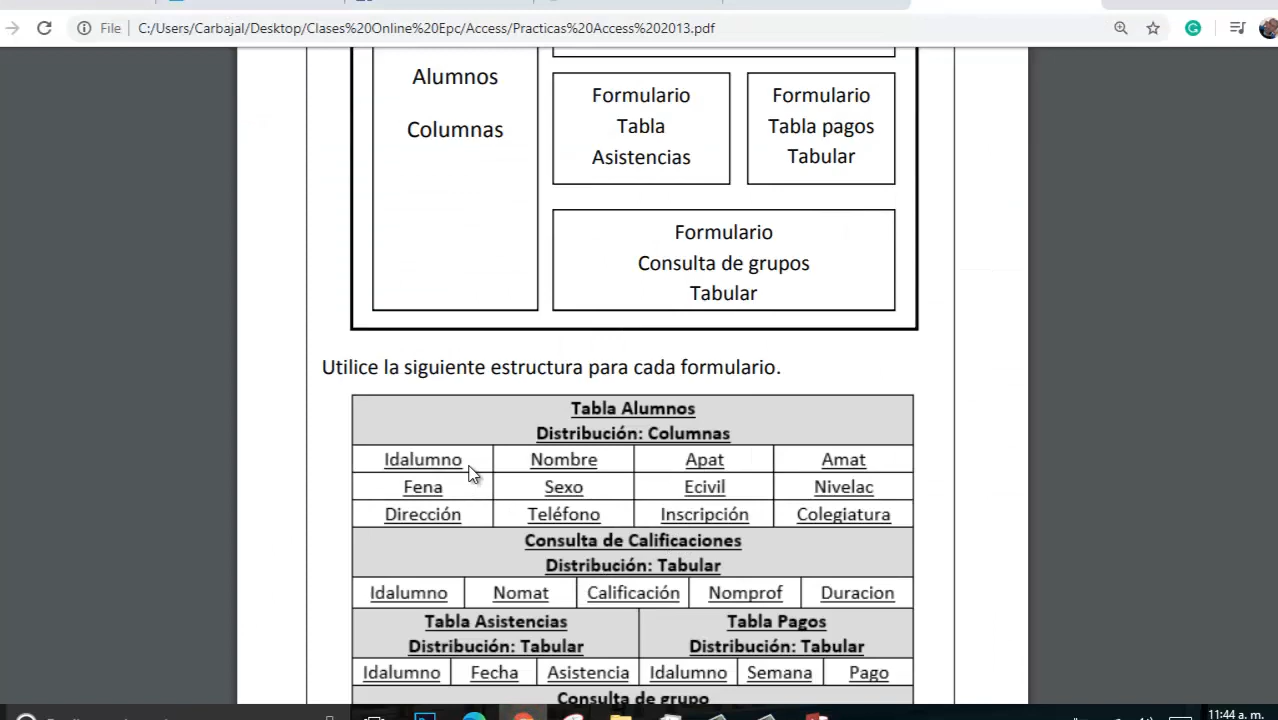 File C:/Users/Carbajal/Desktop/Clases%20Online%20Epc/Access/Practicas%20Access%202013.pdf
Alumnos
Columnas
Formulario
Tabla
Asistencias
Formulario
Tabla pagos
Tabular
Formulario
Consulta de grupos
Tabular
Utilice la siguiente estructura para cada formulario.
Tabla Alumnos
Distribución: Columnas
Idalumno Nombre Apat Amat
Fena Sexo Ecivil Nivelac
Dirección Teléfono Inscripción Colegiatura
Consulta de Calificaciones
Distribución: Tabular
Idalumno Nomat Calificación Nomprof Duracion
Tabla Asistencias Tabla Pagos
Distribución: Tabular Distribución: Tabular
Idalumno Fecha Asistencia Idalumno Semana Pago
Consulta de grupo
11:44 a. m.